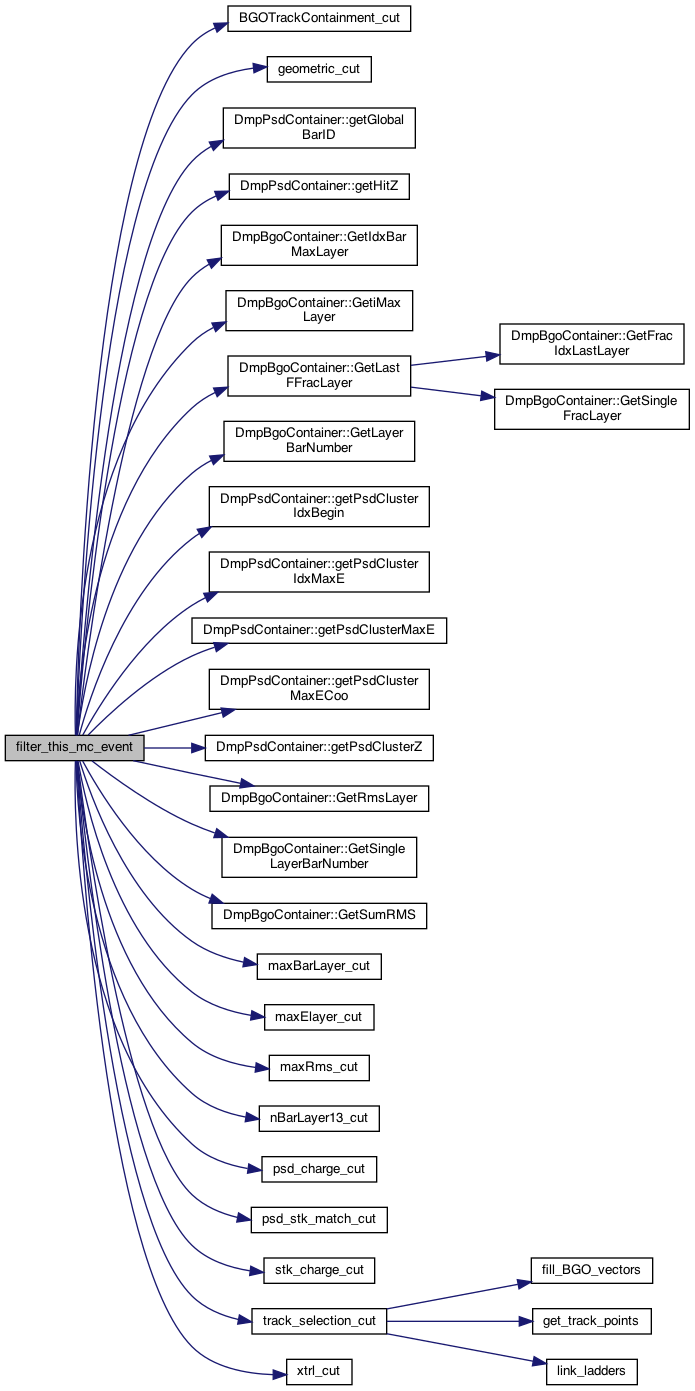 BGOTrackContainment_cut
geometric_cut
DmpPsdContainer::getGlobal
BarID
DmpPsdContainer::getHitZ
DmpBgoContainer::GetIdxBar
MaxLayer
DmpBgoContainer::GetiMax
Layer
DmpBgoContainer::GetLast
FFracLayer
DmpBgoContainer::GetFrac
IdxLastLayer
DmpBgoContainer::GetSingle
FracLayer
DmpBgoContainer::GetLayer
BarNumber
DmpPsdContainer::getPsdCluster
IdxBegin
DmpPsdContainer::getPsdCluster
IdxMaxE
DmpPsdContainer::getPsdClusterMaxE
DmpPsdContainer::getPsdCluster
MaxECoo
filter_this_mc_event
DmpPsdContainer::getPsdClusterZ
DmpBgoContainer::GetRmsLayer
DmpBgoContainer::GetSingle
LayerBarNumber
DmpBgoContainer::GetSumRMS
maxBarLayer_cut
maxElayer_cut
maxRms_cut
nBarLayer13_cut
psd_charge_cut
psd_stk_match_cut
stk_charge_cut
track_selection_cut
fill_BGO_vectors
get_track_points
link_ladders
xtrl_cut